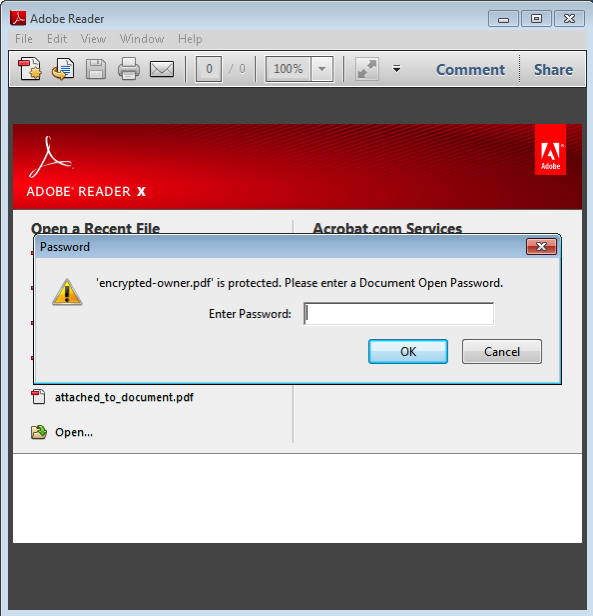 Adobe Reader
File Edit View Window Help
0 / 0 100% Comment Share
ADOBE® READER X
Adobe
Open a Recent File Acrobat.com Services
Password
'encrypted-owner.pdf' is protected. Please enter a Document Open Password.
Enter Password:
OK Cancel
attached_to_document.pdf
Open...